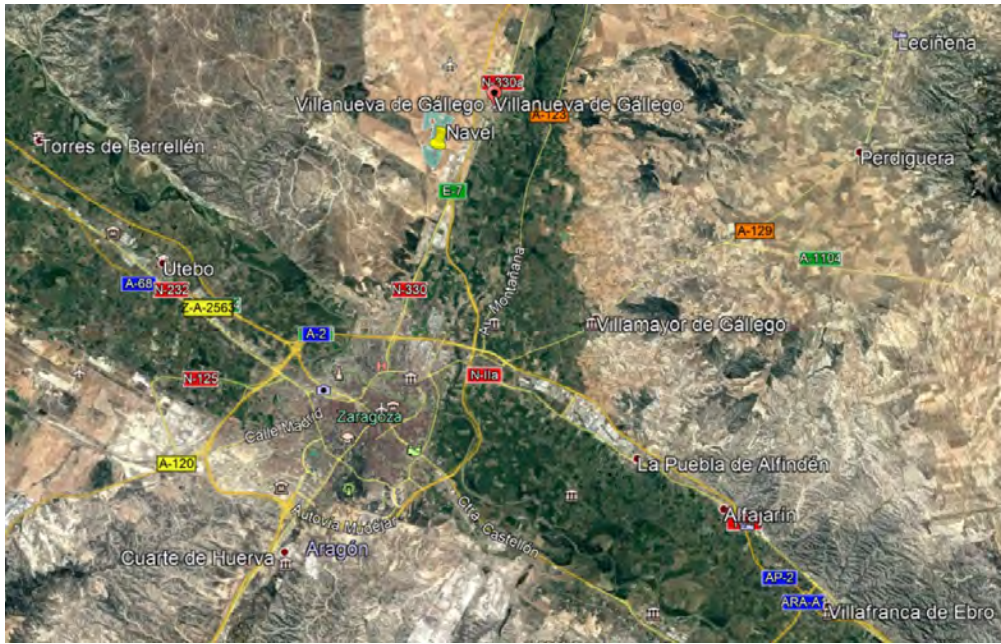 Leciñena
N-330a
Villanueva de Gállego
Villanueva de Gállego
A-123
Navel
Torres de Berrellén
Perdiguera
E-7
A-129
A-1104
Utebo
A-68
N-232
N-330
Av. Montañana
Z-A-2563
A-2
Villamayor de Gállego
N-125
N-IIa
Zaragoza
Calle Madrid
A-120
La Puebla de Alfindén
Alfajarín
Autovía Mudéjar
Ctra. Castellón
Cuarte de Huerva
Aragón
AP-2
ARA-A1
Villafranca de Ebro